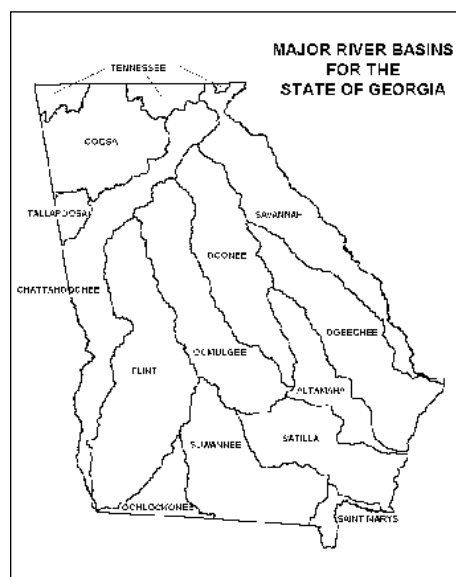 MAJOR RIVER BASINS
FOR THE
STATE OF GEORGIA
TENNESSEE
COOSA
TALLAPOOSA
SAVANNAH
OCONEE
CHATTAHOOCHEE
OGEECHEE
OCMULGEE
FLINT
ALTAMAHA
SATILLA
SUWANNEE
OCHLOCKONEE
SAINT MARYS